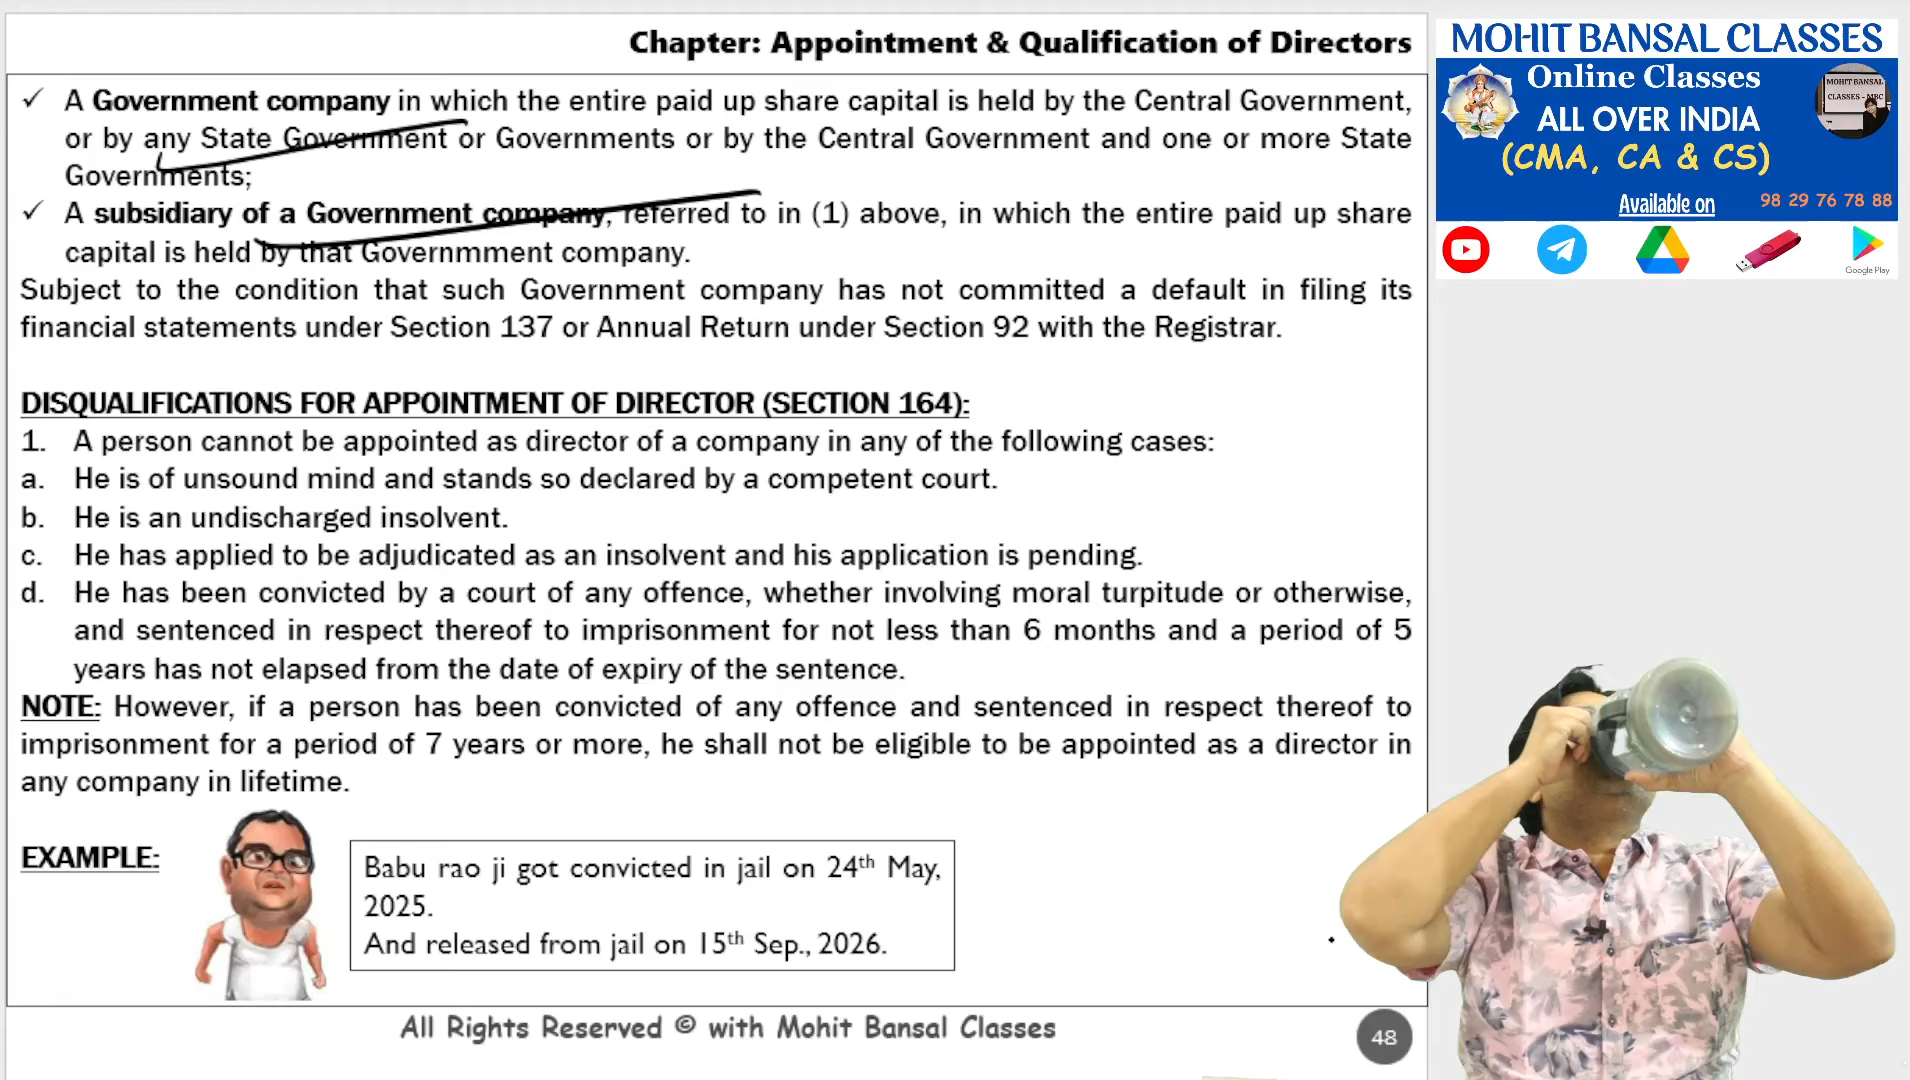 Chapter: Appointment & Qualification of Directors
✓ A Government company in which the entire paid up share capital is held by the Central Government,
or by any State Government or Governments or by the Central Government and one or more State
Governments;
✓ A subsidiary of a Government company, referred to in (1) above, in which the entire paid up share
capital is held by that Governmment company.
Subject to the condition that such Government company has not committed a default in filing its
financial statements under Section 137 or Annual Return under Section 92 with the Registrar.
DISQUALIFICATIONS FOR APPOINTMENT OF DIRECTOR (SECTION 164):
1. A person cannot be appointed as director of a company in any of the following cases:
a. He is of unsound mind and stands so declared by a competent court.
b. He is an undischarged insolvent.
c. He has applied to be adjudicated as an insolvent and his application is pending.
d. He has been convicted by a court of any offence, whether involving moral turpitude or otherwise,
and sentenced in respect thereof to imprisonment for not less than 6 months and a period of 5
years has not elapsed from the date of expiry of the sentence.
NOTE: However, if a person has been convicted of any offence and sentenced in respect thereof to
imprisonment for a period of 7 years or more, he shall not be eligible to be appointed as a director in
any company in lifetime.
EXAMPLE:
Babu rao ji got convicted in jail on 24th May,
2025.
And released from jail on 15th Sep., 2026.
All Rights Reserved © with Mohit Bansal Classes
48
MOHIT BANSAL CLASSES
Online Classes
ALL OVER INDIA
(CMA, CA & CS)
Available on
98 29 76 78 88
MOHIT BANSAL
CLASSES - MBC
Google Play